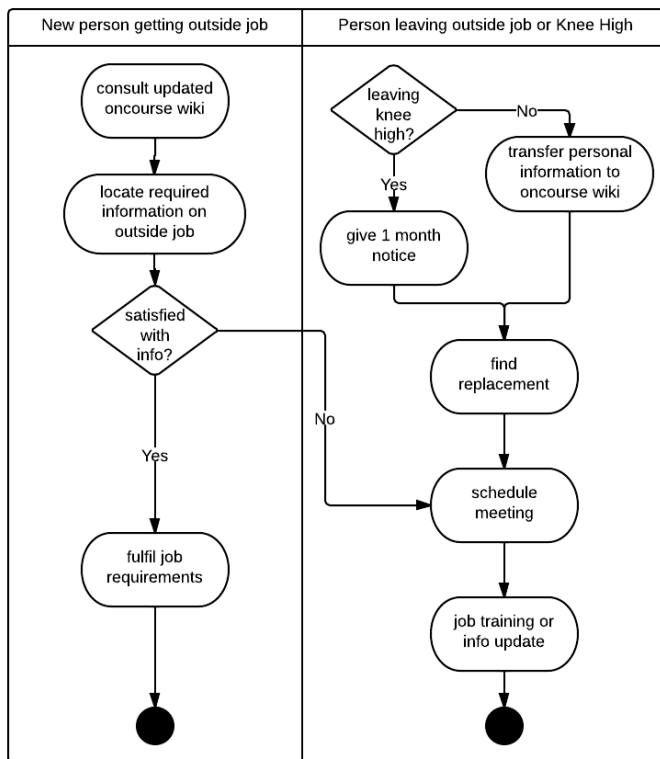 New person getting outside job
Person leaving outside job or Knee High
consult updated
oncourse wiki
locate required
information on
outside job
satisfied
with
info?
No
Yes
fulfil job
requirements
leaving
knee
high?
No
transfer personal
information to
oncourse wiki
Yes
give 1 month
notice
find
replacement
schedule
meeting
job training or
info update